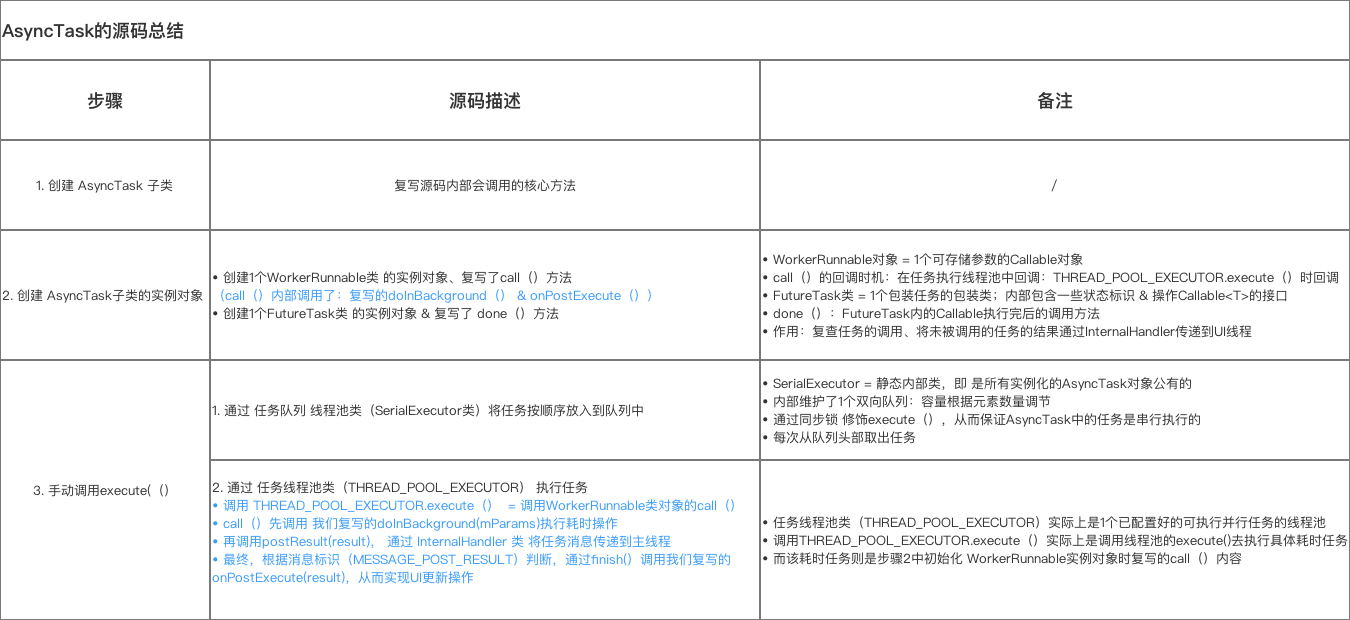 AsyncTask的源码总结
步骤
源码描述
备注
1. 创建 AsyncTask 子类
复写源码内部会调用的核心方法
/
2. 创建 AsyncTask子类的实例对象
• 创建1个WorkerRunnable类 的实例对象、复写了call（）方法
（call（）内部调用了：复写的doInBackground（） & onPostExecute（））
• 创建1个FutureTask类 的实例对象 & 复写了 done（）方法
• WorkerRunnable对象 = 1个可存储参数的Callable对象
• call（）的回调时机：在任务执行线程池中回调：THREAD_POOL_EXECUTOR.execute（）时回调
• FutureTask类 = 1个包装任务的包装类；内部包含一些状态标识 & 操作Callable<T>的接口
• done（）：FutureTask内的Callable执行完后的调用方法
• 作用：复查任务的调用、将未被调用的任务的结果通过InternalHandler传递到UI线程
3. 手动调用execute(（）
1. 通过 任务队列 线程池类（SerialExecutor类）将任务按顺序放入到队列中
• SerialExecutor = 静态内部类，即 是所有实例化的AsyncTask对象公有的
• 内部维护了1个双向队列：容量根据元素数量调节
• 通过同步锁 修饰execute（），从而保证AsyncTask中的任务是串行执行的
• 每次从队列头部取出任务
2. 通过 任务线程池类（THREAD_POOL_EXECUTOR） 执行任务
• 调用 THREAD_POOL_EXECUTOR.execute（） = 调用WorkerRunnable类对象的call（）
• call（）先调用 我们复写的doInBackground(mParams)执行耗时操作
• 再调用postResult(result)， 通过 InternalHandler 类 将任务消息传递到主线程
• 最终，根据消息标识（MESSAGE_POST_RESULT）判断，通过finish(）调用我们复写的
onPostExecute(result)，从而实现UI更新操作
• 任务线程池类（THREAD_POOL_EXECUTOR）实际上是1个已配置好的可执行并行任务的线程池
• 调用THREAD_POOL_EXECUTOR.execute（）实际上是调用线程池的execute()去执行具体耗时任务
• 而该耗时任务则是步骤2中初始化 WorkerRunnable实例对象时复写的call（）内容